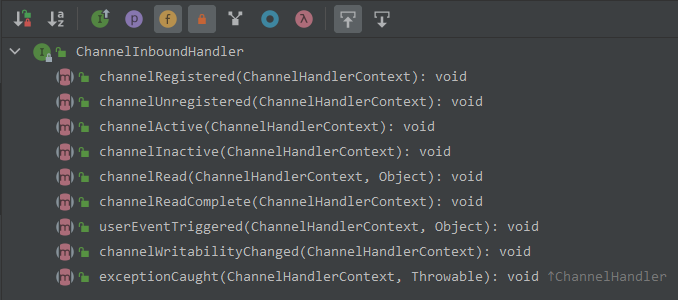 ChannelInboundHandler
channelRegistered(ChannelHandlerContext): void
channelUnregistered(ChannelHandlerContext): void
channelActive(ChannelHandlerContext): void
channelInactive(ChannelHandlerContext): void
channelRead(ChannelHandlerContext, Object): void
channelReadComplete(ChannelHandlerContext): void
userEventTriggered(ChannelHandlerContext, Object): void
channelWritabilityChanged(ChannelHandlerContext): void
exceptionCaught(ChannelHandlerContext, Throwable): void ↑ChannelHandler